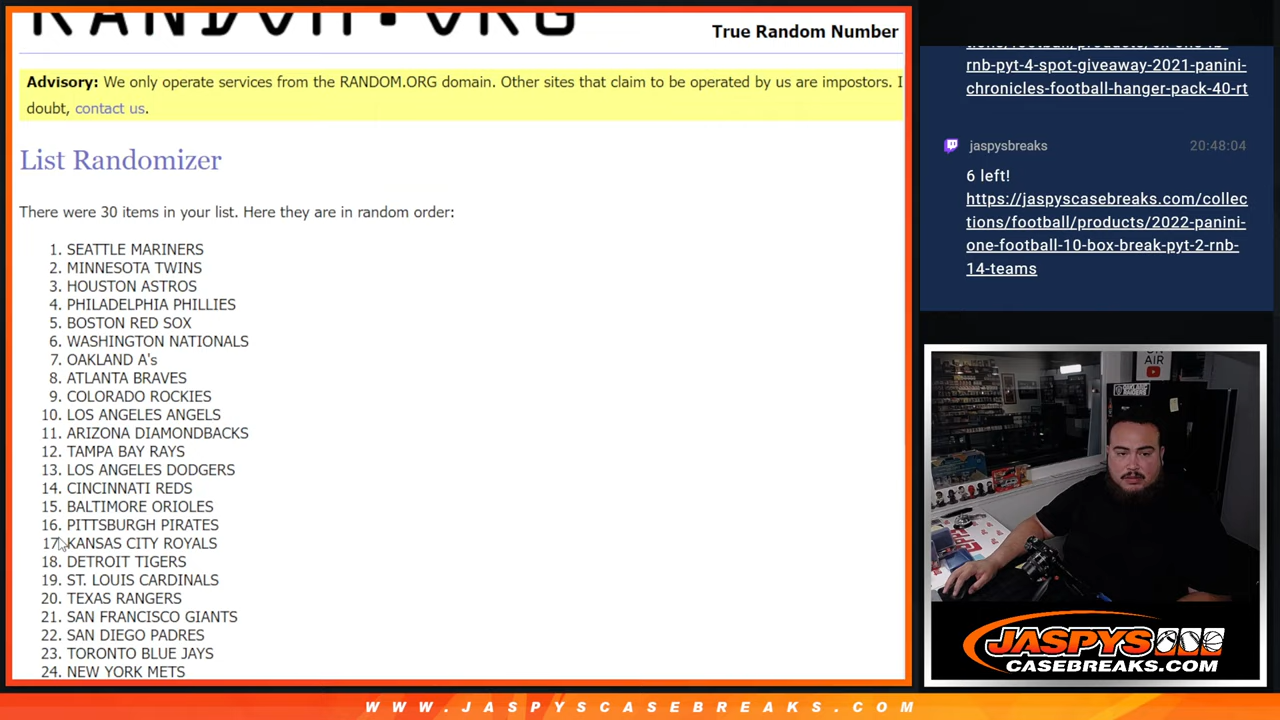 RANDOM.ORG
True Random Number
Advisory: We only operate services from the RANDOM.ORG domain. Other sites that claim to be operated by us are impostors. I
doubt, contact us.
List Randomizer
There were 30 items in your list. Here they are in random order:
1. SEATTLE MARINERS
2. MINNESOTA TWINS
3. HOUSTON ASTROS
4. PHILADELPHIA PHILLIES
5. BOSTON RED SOX
6. WASHINGTON NATIONALS
7. OAKLAND A's
8. ATLANTA BRAVES
9. COLORADO ROCKIES
10. LOS ANGELES ANGELS
11. ARIZONA DIAMONDBACKS
12. TAMPA BAY RAYS
13. LOS ANGELES DODGERS
14. CINCINNATI REDS
15. BALTIMORE ORIOLES
16. PITTSBURGH PIRATES
17. KANSAS CITY ROYALS
18. DETROIT TIGERS
19. ST. LOUIS CARDINALS
20. TEXAS RANGERS
21. SAN FRANCISCO GIANTS
22. SAN DIEGO PADRES
23. TORONTO BLUE JAYS
24. NEW YORK METS
rnb-pyt-4-spot-giveaway-2021-panini-
chronicles-football-hanger-pack-40-rt
jaspysbreaks 20:48:04
6 left!
https://jaspyscasebreaks.com/collec
tions/football/products/2022-panini-
one-football-10-box-break-pyt-2-rnb-
14-teams
ON
AIR
JASPYS
CASEBREAKS.COM
WWW.JASPYSCASEBREAKS.COM